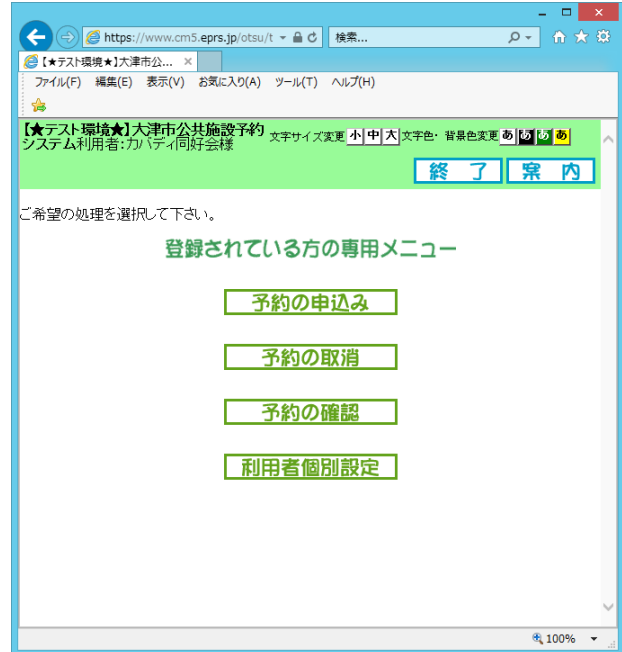 https://www.cm5.eprs.jp/otsu/t
検索...
【★テスト環境★】大津市公...
ファイル(F) 編集(E) 表示(V) お気に入り(A) ツール(T) ヘルプ(H)
【★テスト環境★】大津市公共施設予約
システム利用者:カバディ同好会様
文字サイズ変更 小 中 大 文字色・背景色変更 あ あ あ あ
終了 案内
ご希望の処理を選択して下さい。
登録されている方の専用メニュー
予約の申込み
予約の取消
予約の確認
利用者個別設定
100%